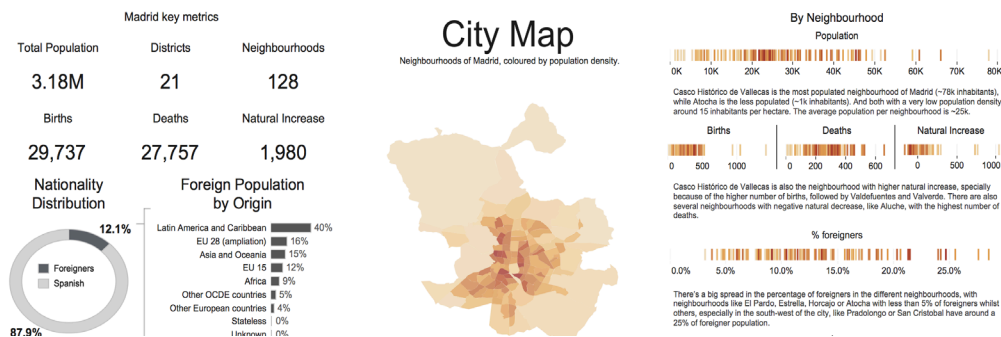 Madrid key metrics
Total Population
Districts
Neighbourhoods
3.18M
21
128
Births
Deaths
Natural Increase
29,737
27,757
1,980
Nationality
Distribution
12.1%
Foreigners
Spanish
87.9%
Foreign Population
by Origin
Latin America and Caribbean 40%
EU 28 (ampliation) 16%
Asia and Oceania 15%
EU 15 12%
Africa 9%
Other OCDE countries 5%
Other European countries 4%
Stateless 0%
Unknown 0%
City Map
Neighbourhoods of Madrid, coloured by population density.
By Neighbourhood
Population
0K 10K 20K 30K 40K 50K 60K 70K 80K
Casco Histórico de Vallecas is the most populated neighbourhood of Madrid (~78k inhabitants),
while Atocha is the less populated (~1k inhabitants). And both with a very low population density
around 15 inhabitants per hectare. The average population per neighbourhood is ~25k.
Births
Deaths
Natural Increase
0 500 1000
0 200 400 600
0 500 1000
Casco Histórico de Vallecas is also the neighbourhood with higher natural increase, specially
because of the higher number of births, followed by Valdefuentes and Valverde. There are also
several neighbourhoods with negative natural decrease, like Aluche, with the highest number of
deaths.
% foreigners
0.0% 5.0% 10.0% 15.0% 20.0% 25.0%
There's a big spread in the percentage of foreigners in the different neighbourhoods, with
neighbourhoods like El Pardo, Estrella, Horcajo or Atocha with less than 5% of foreigners whilst
others, especially in the south-west of the city, like Pradolongo or San Cristobal have around a
25% of foreigner population.